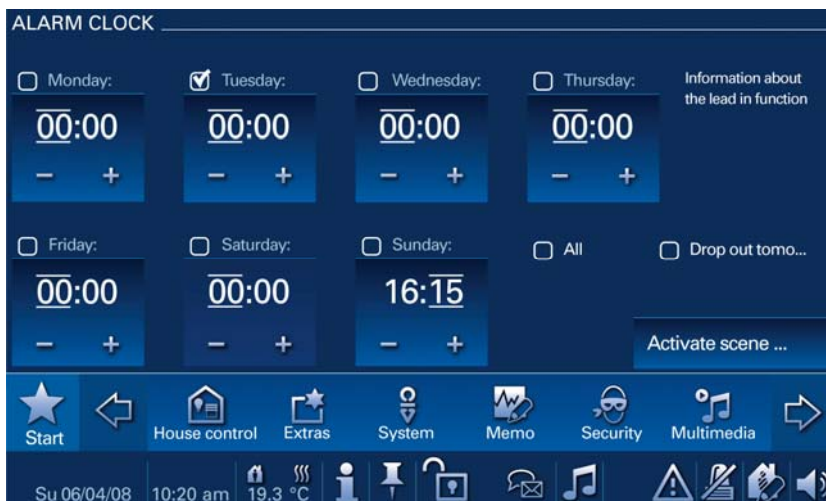 ALARM CLOCK
Monday: Tuesday: Wednesday: Thursday: Information about
the lead in function
00:00 00:00 00:00 00:00
− + − + − + − +
Friday: Saturday: Sunday: All Drop out tomo...
00:00 00:00 16:15
− + − + − +
Activate scene ...
Start House control Extras System Memo Security Multimedia
Su 06/04/08 10:20 am 19.3 °C